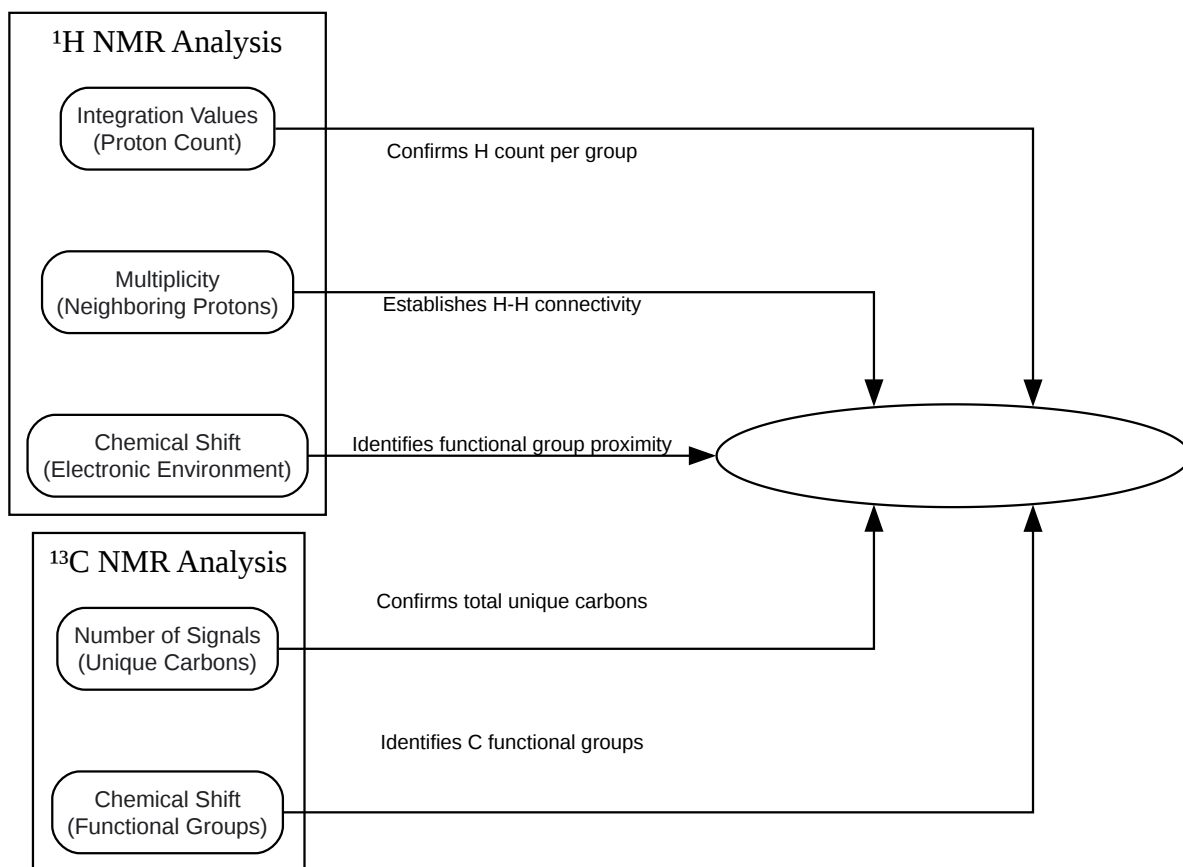 ¹H NMR Analysis
Integration Values
(Proton Count)
Confirms H count per group
Multiplicity
(Neighboring Protons)
Establishes H-H connectivity
Chemical Shift
(Electronic Environment)
Identifies functional group proximity
¹³C NMR Analysis
Number of Signals
(Unique Carbons)
Confirms total unique carbons
Chemical Shift
(Functional Groups)
Identifies C functional groups